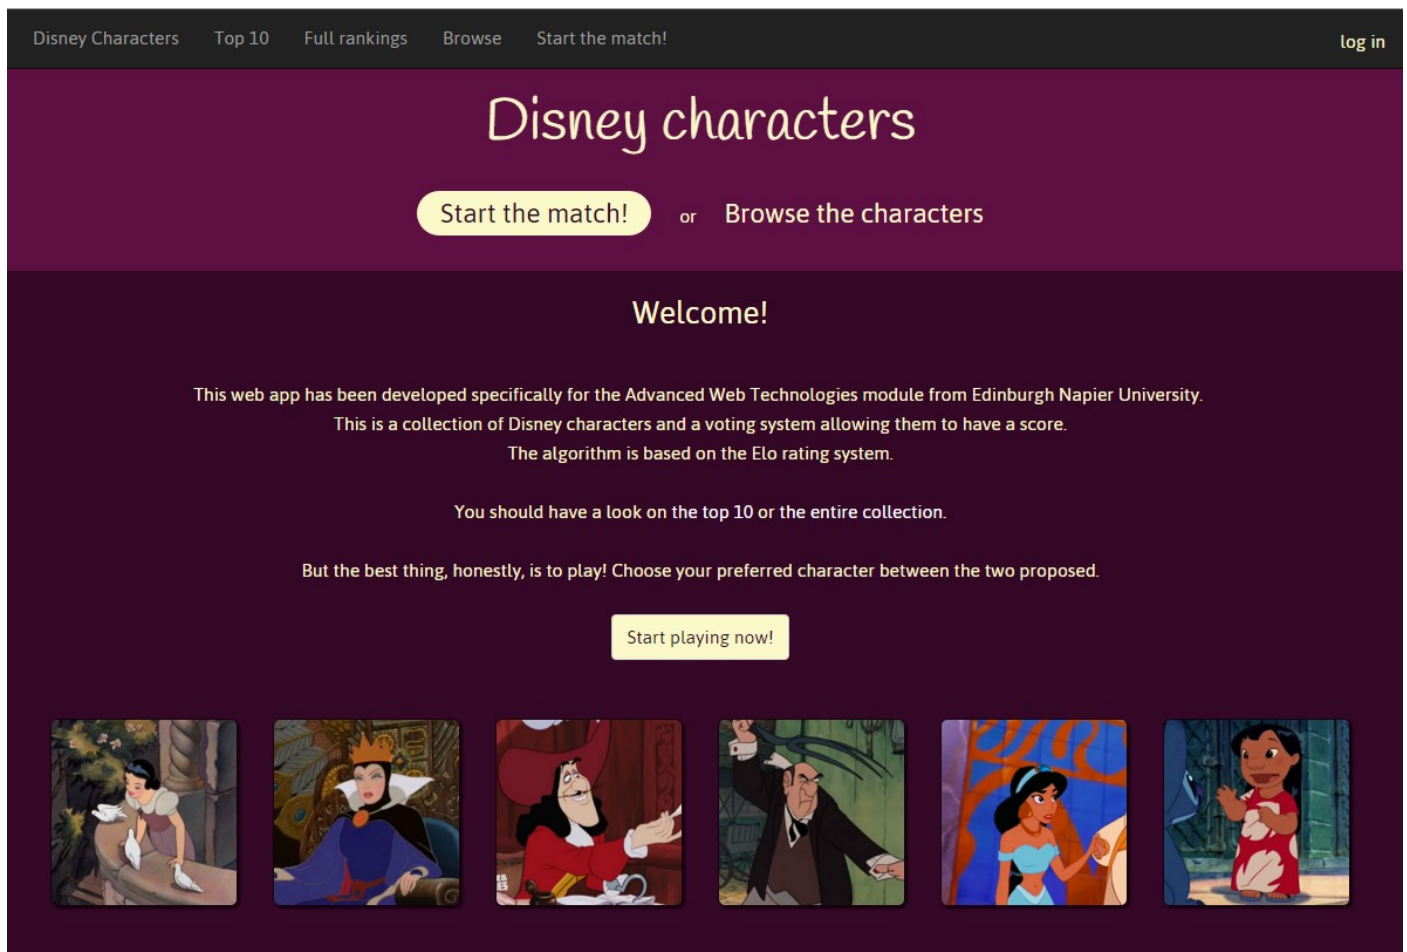 Disney Characters Top 10 Full rankings Browse Start the match! log in
Disney characters
Start the match! or Browse the characters
Welcome!
This web app has been developed specifically for the Advanced Web Technologies module from Edinburgh Napier University.
This is a collection of Disney characters and a voting system allowing them to have a score.
The algorithm is based on the Elo rating system.
You should have a look on the top 10 or the entire collection.
But the best thing, honestly, is to play! Choose your preferred character between the two proposed.
Start playing now!